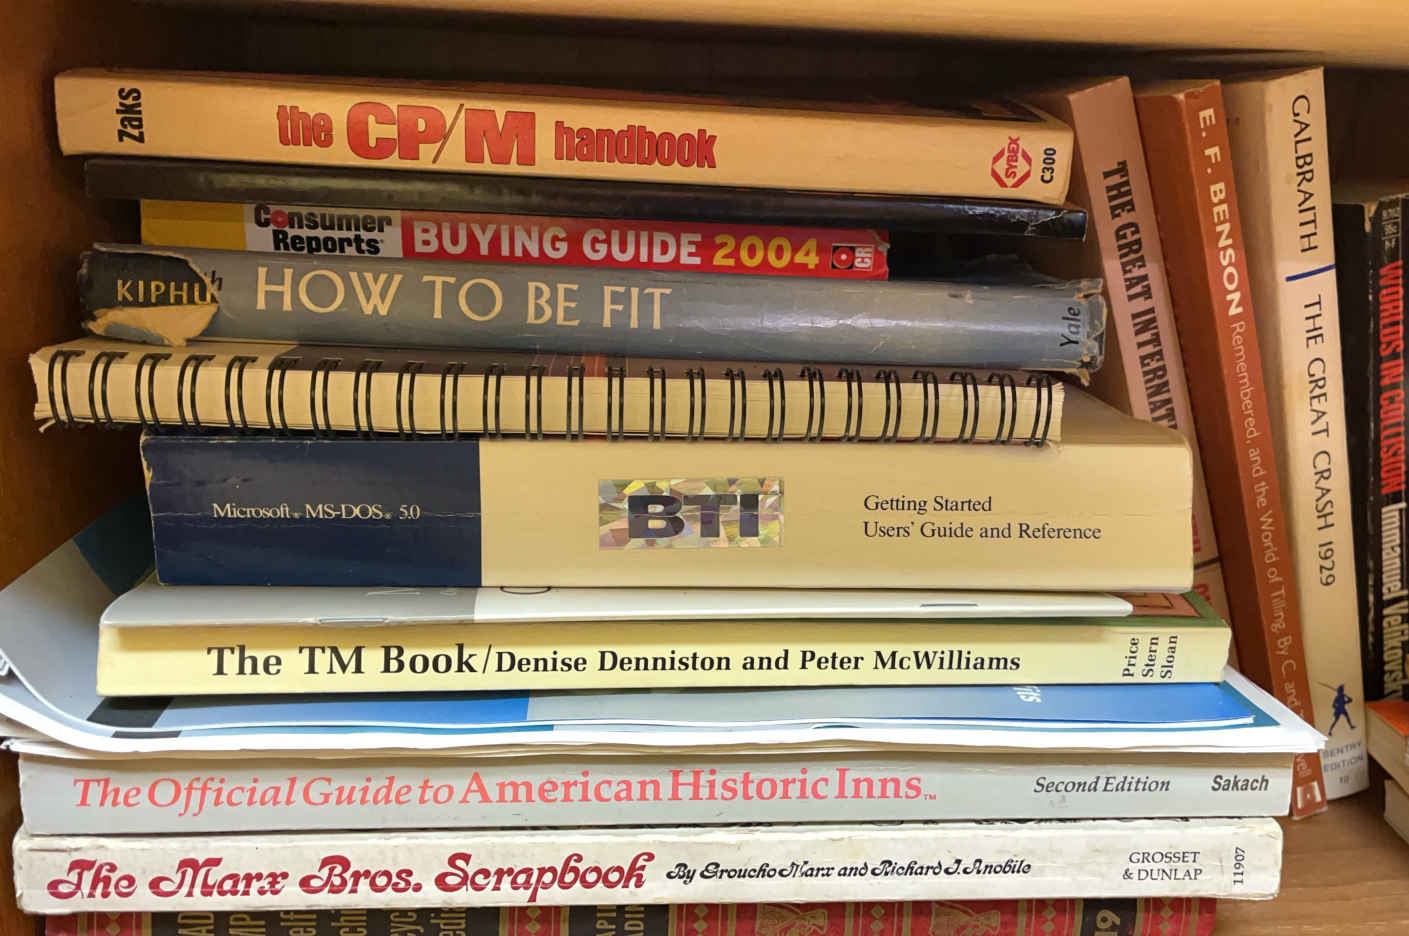 Zaks the CP/M handbook SYBEX C300
Consumer Reports BUYING GUIDE 2004 CR
KIPHUTH HOW TO BE FIT Yale
Microsoft® MS-DOS® 5.0 BTI Getting Started
Users' Guide and Reference
The TM Book/Denise Denniston and Peter McWilliams Price Stern Sloan
The Official Guide to American Historic Inns™ Second Edition Sakach
The Marx Bros. Scrapbook By Groucho Marx and Richard J. Anobile GROSSET & DUNLAP 11907
19
THE GREAT INTERNAT
E. F. BENSON Remembered, and the World of Tilling. By C. and
GALBRAITH THE GREAT CRASH 1929 SENTRY EDITION 19
WORLDS IN COLLISION Immanuel Velikovsky